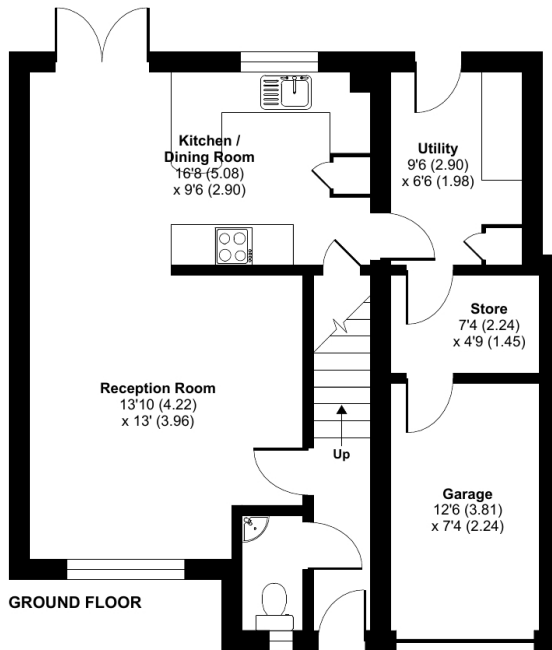 Kitchen /
Dining Room
16'8 (5.08)
x 9'6 (2.90)
Utility
9'6 (2.90)
x 6'6 (1.98)
Store
7'4 (2.24)
x 4'9 (1.45)
Reception Room
13'10 (4.22)
x 13' (3.96)
Up
Garage
12'6 (3.81)
x 7'4 (2.24)
GROUND FLOOR